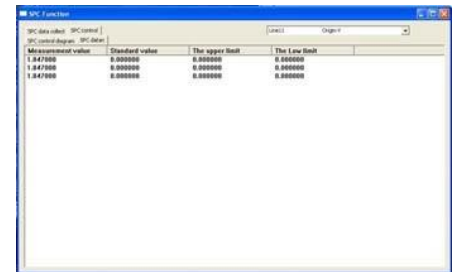 SPC Function
SPC data collect SPC control
Line03 Origin-Y
SPC control diagram SPC datas
Measurement value Standard value The upper limit The Low limit
1.847000 0.000000 0.000000 0.000000
1.847000 0.000000 0.000000 0.000000
1.847000 0.000000 0.000000 0.000000